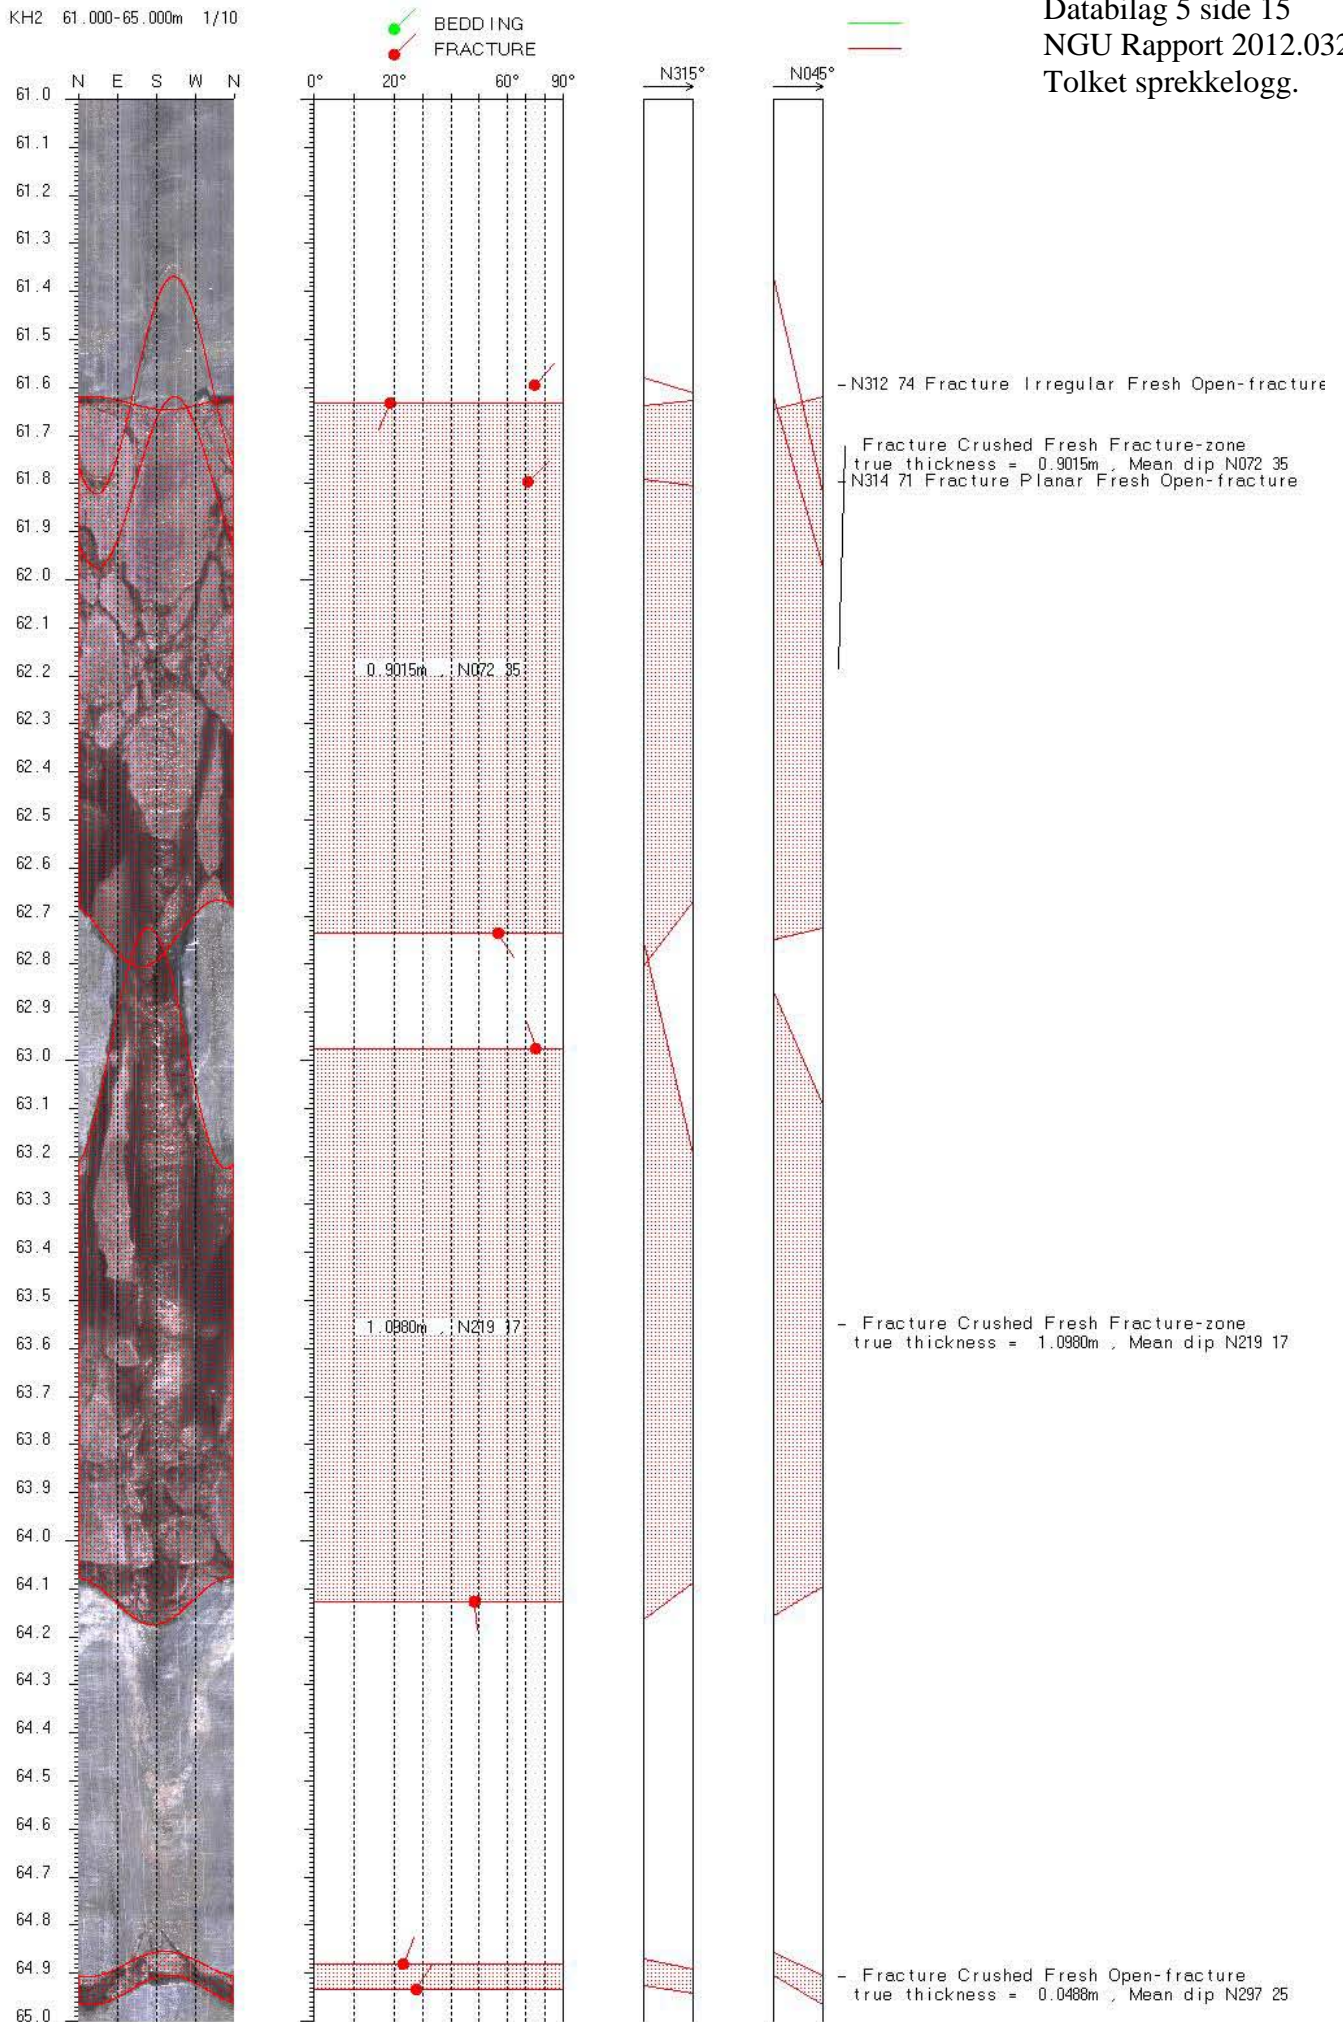 KH2 61.000-65.000m 1/10
BEDDING
FRACTURE
Databilag 5 side 15
NGU Rapport 2012.032
Tolket sprekkelogg.
N E S W N
0° 20° 60° 90°
N315°
N045°
61.0
61.1
61.2
61.3
61.4
61.5
61.6
-N312 74 Fracture Irregular Fresh Open-fracture
61.7
Fracture Crushed Fresh Fracture-zone
true thickness = 0.9015m , Mean dip N072 35
61.8
-N314 71 Fracture Planar Fresh Open-fracture
61.9
62.0
62.1
62.2
0.9015m , N072 35
62.3
62.4
62.5
62.6
62.7
62.8
62.9
63.0
63.1
63.2
63.3
63.4
63.5
63.6
1.0980m , N219 17
- Fracture Crushed Fresh Fracture-zone
true thickness = 1.0980m , Mean dip N219 17
63.7
63.8
63.9
64.0
64.1
64.2
64.3
64.4
64.5
64.6
64.7
64.8
64.9
- Fracture Crushed Fresh Open-fracture
true thickness = 0.0488m , Mean dip N297 25
65.0